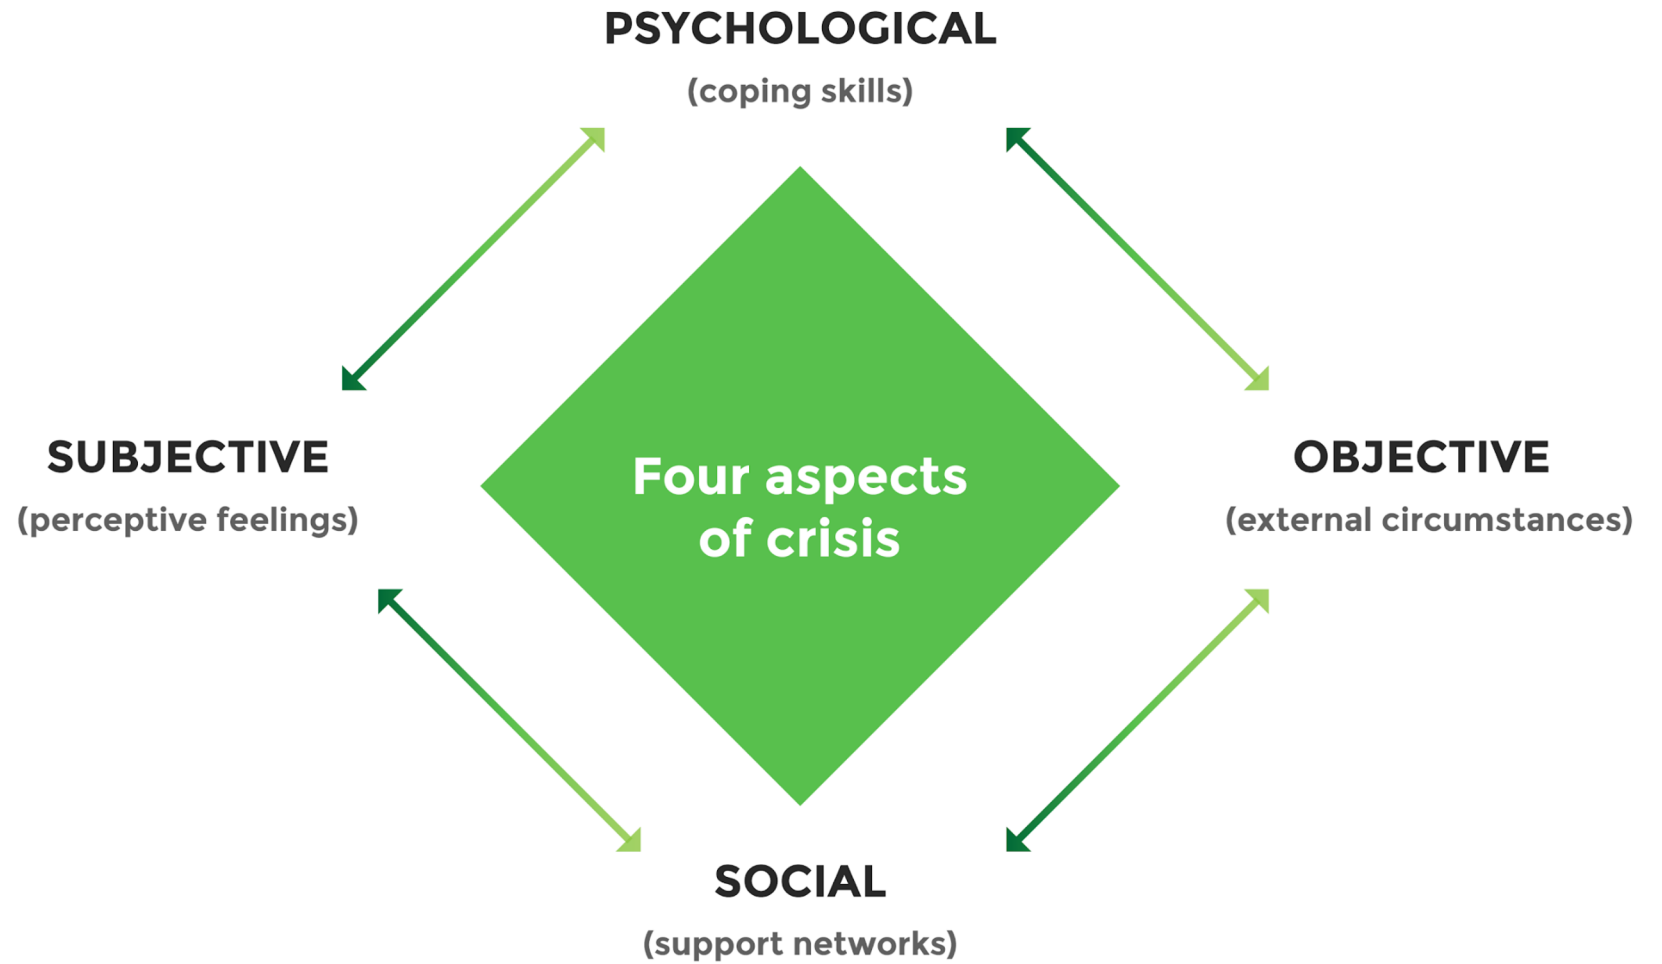 PSYCHOLOGICAL
(coping skills)
SUBJECTIVE
(perceptive feelings)
Four aspects
of crisis
OBJECTIVE
(external circumstances)
SOCIAL
(support networks)